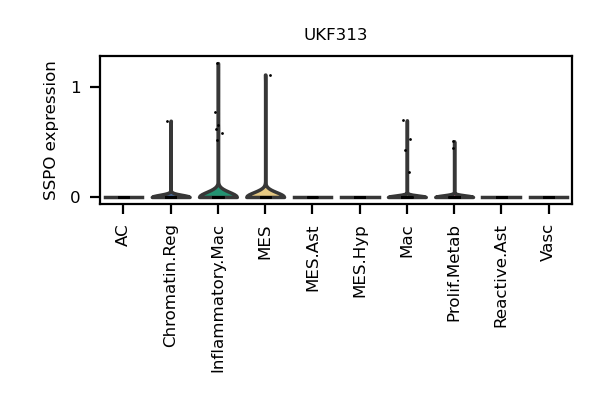 UKF313
SSPO expression
1
0
AC
Chromatin.Reg
Inflammatory.Mac
MES
MES.Ast
MES.Hyp
Mac
Prolif.Metab
Reactive.Ast
Vasc